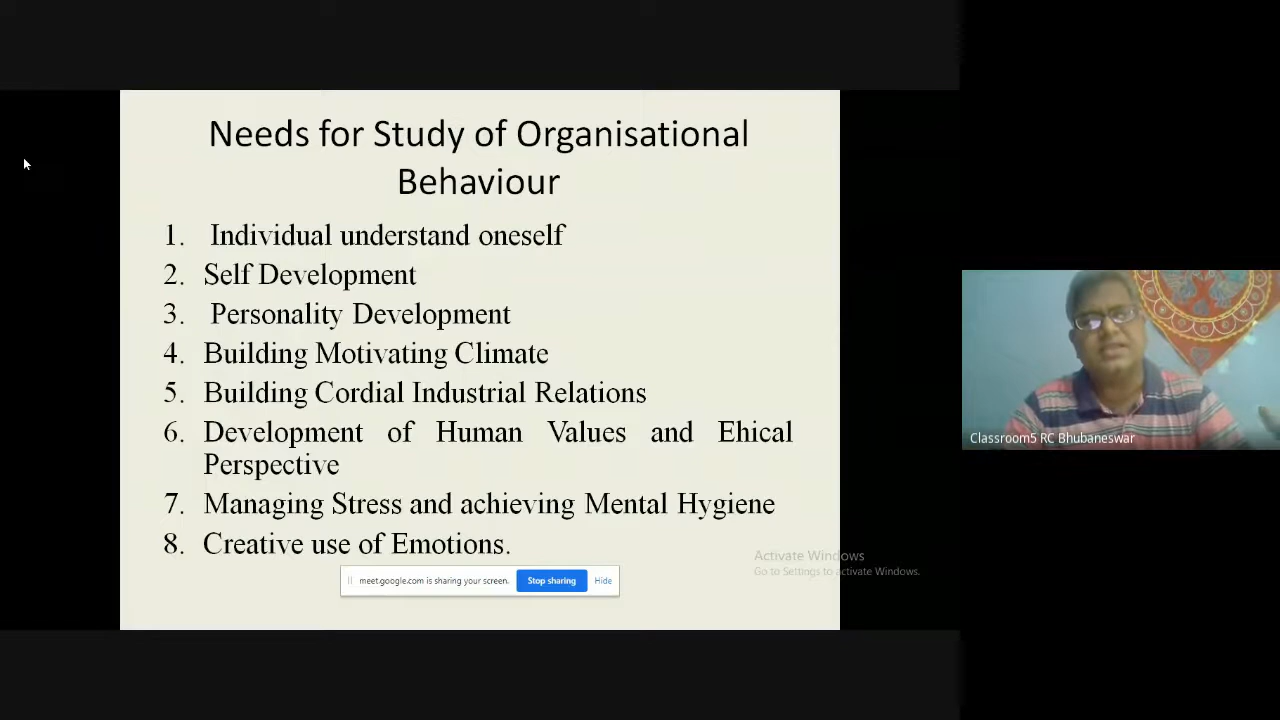 Needs for Study of Organisational
Behaviour
1. Individual understand oneself
2. Self Development
3. Personality Development
4. Building Motivating Climate
5. Building Cordial Industrial Relations
6. Development of Human Values and Ehical
Perspective
7. Managing Stress and achieving Mental Hygiene
8. Creative use of Emotions.
meet.google.com is sharing your screen. Stop sharing Hide
Activate Windows
Go to Settings to activate Windows.
Classroom5 RC Bhubaneswar